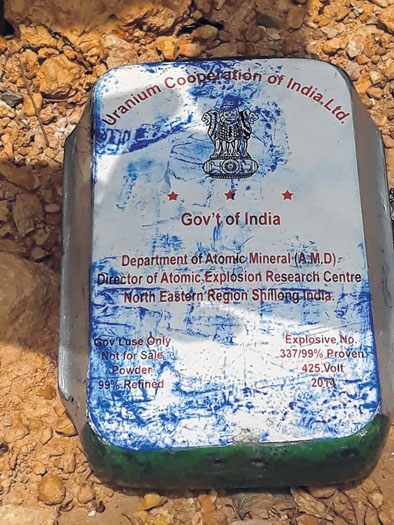 Uranium Cooperation of India.Ltd.
Gov't of India
Department of Atomic Mineral (A.M.D)
Director of Atomic Explosion Research Centre
North Eastern Region Shillong India.
Gov't.use Only
Not for Sale
Powder
99% Refined
Explosive No.
337/99% Proven
425.Volt
2014